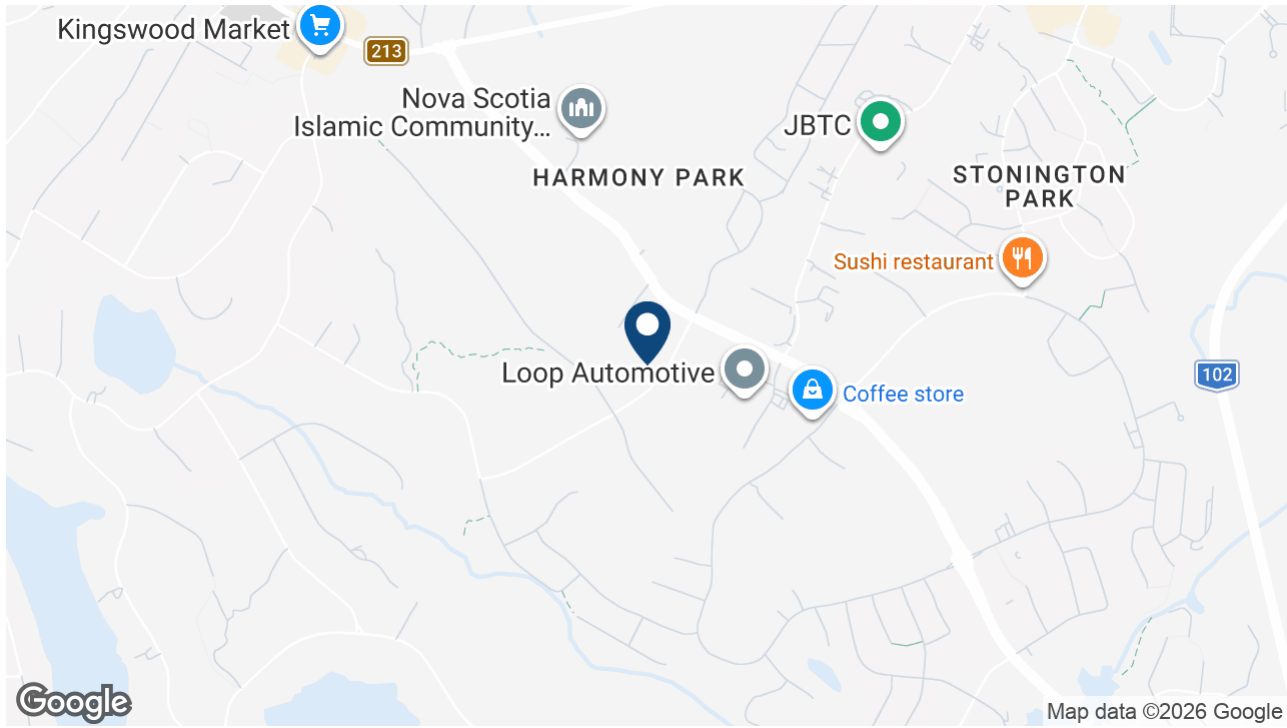 Kingswood Market
213
Nova Scotia
Islamic Community...
JBTC
HARMONY PARK
STONINGTON
PARK
Sushi restaurant
Loop Automotive
102
Coffee store
Google
Map data ©2026 Google